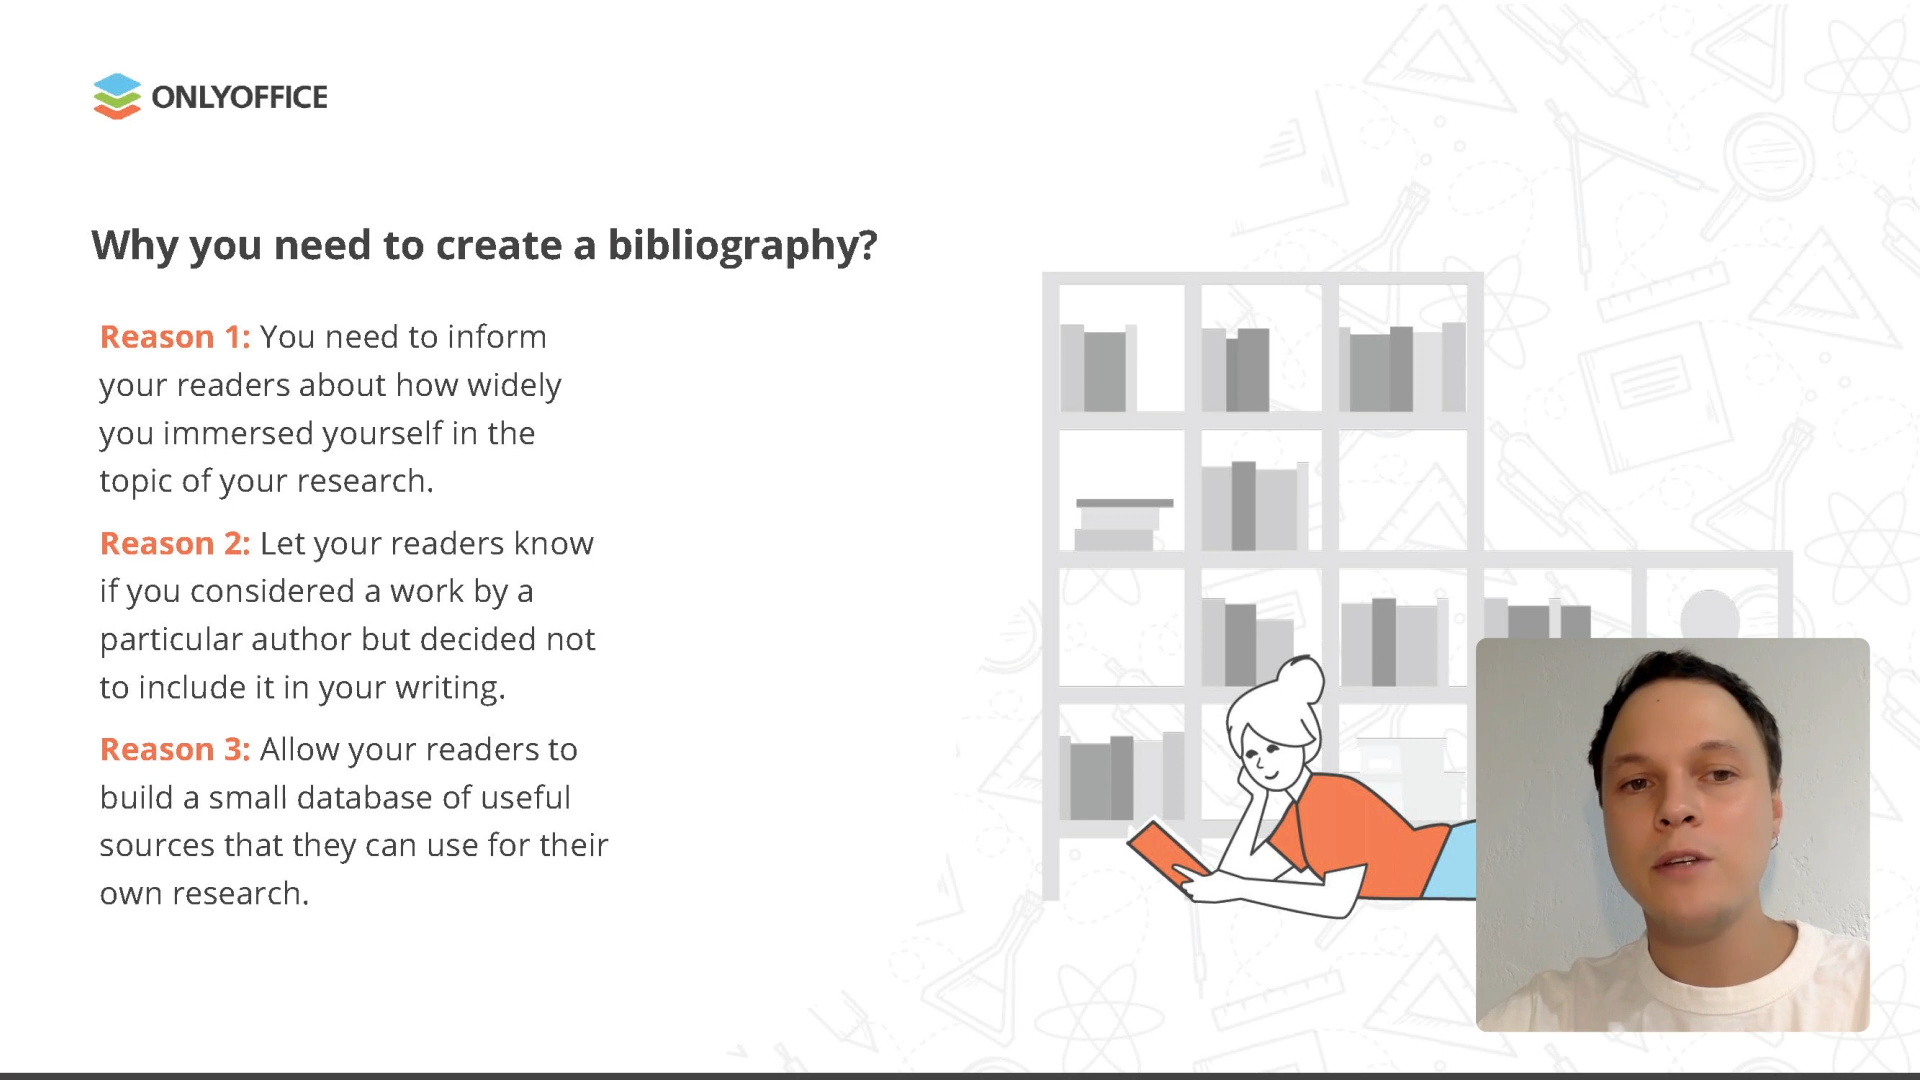 ONLYOFFICE
Why you need to create a bibliography?
Reason 1: You need to inform
your readers about how widely
you immersed yourself in the
topic of your research.
Reason 2: Let your readers know
if you considered a work by a
particular author but decided not
to include it in your writing.
Reason 3: Allow your readers to
build a small database of useful
sources that they can use for their
own research.